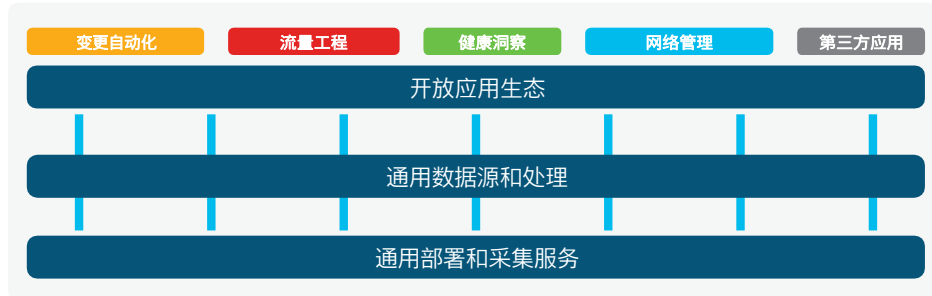 变更自动化 流量工程 健康洞察 网络管理 第三方应用
开放应用生态
通用数据源和处理
通用部署和采集服务